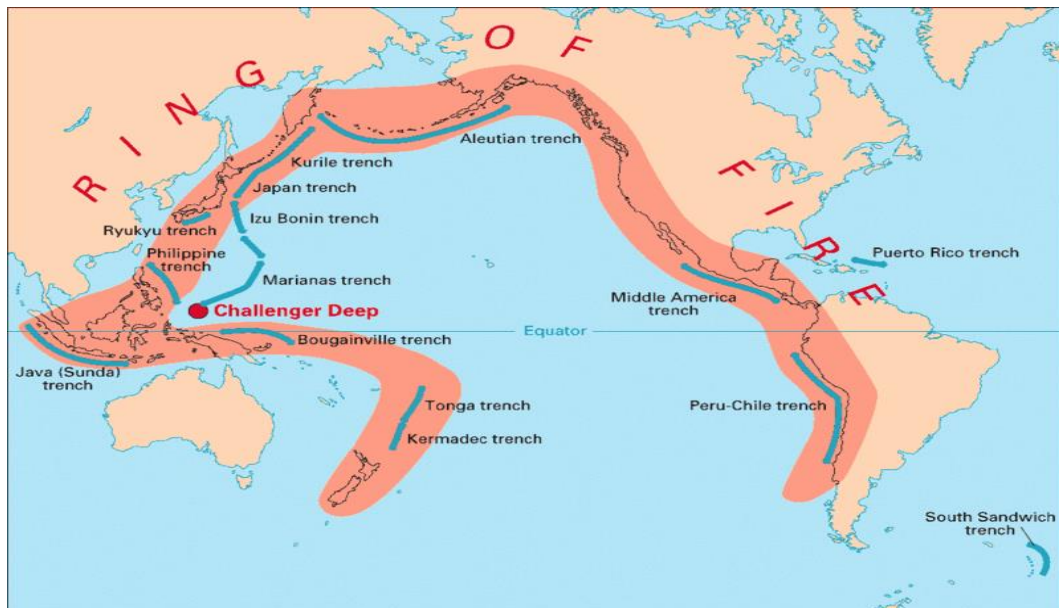 RING OF FIRE
Aleutian trench
Kurile trench
Japan trench
Izu Bonin trench
Ryukyu trench
Philippine
trench
Marianas trench
Challenger Deep
Puerto Rico trench
Middle America
trench
Equator
Bougainville trench
Java (Sunda)
trench
Tonga trench
Kermadec trench
Peru-Chile trench
South Sandwich
trench